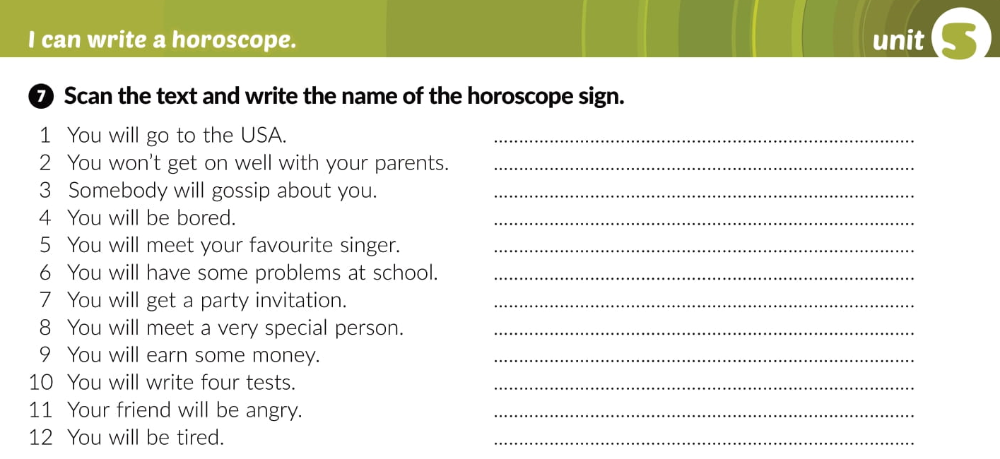 I can write a horoscope.
unit 5
7 Scan the text and write the name of the horoscope sign.
1 You will go to the USA. ....................
2 You won't get on well with your parents. ....................
3 Somebody will gossip about you. ....................
4 You will be bored. ....................
5 You will meet your favourite singer. ....................
6 You will have some problems at school. ....................
7 You will get a party invitation. ....................
8 You will meet a very special person. ....................
9 You will earn some money. ....................
10 You will write four tests. ....................
11 Your friend will be angry. ....................
12 You will be tired. ....................